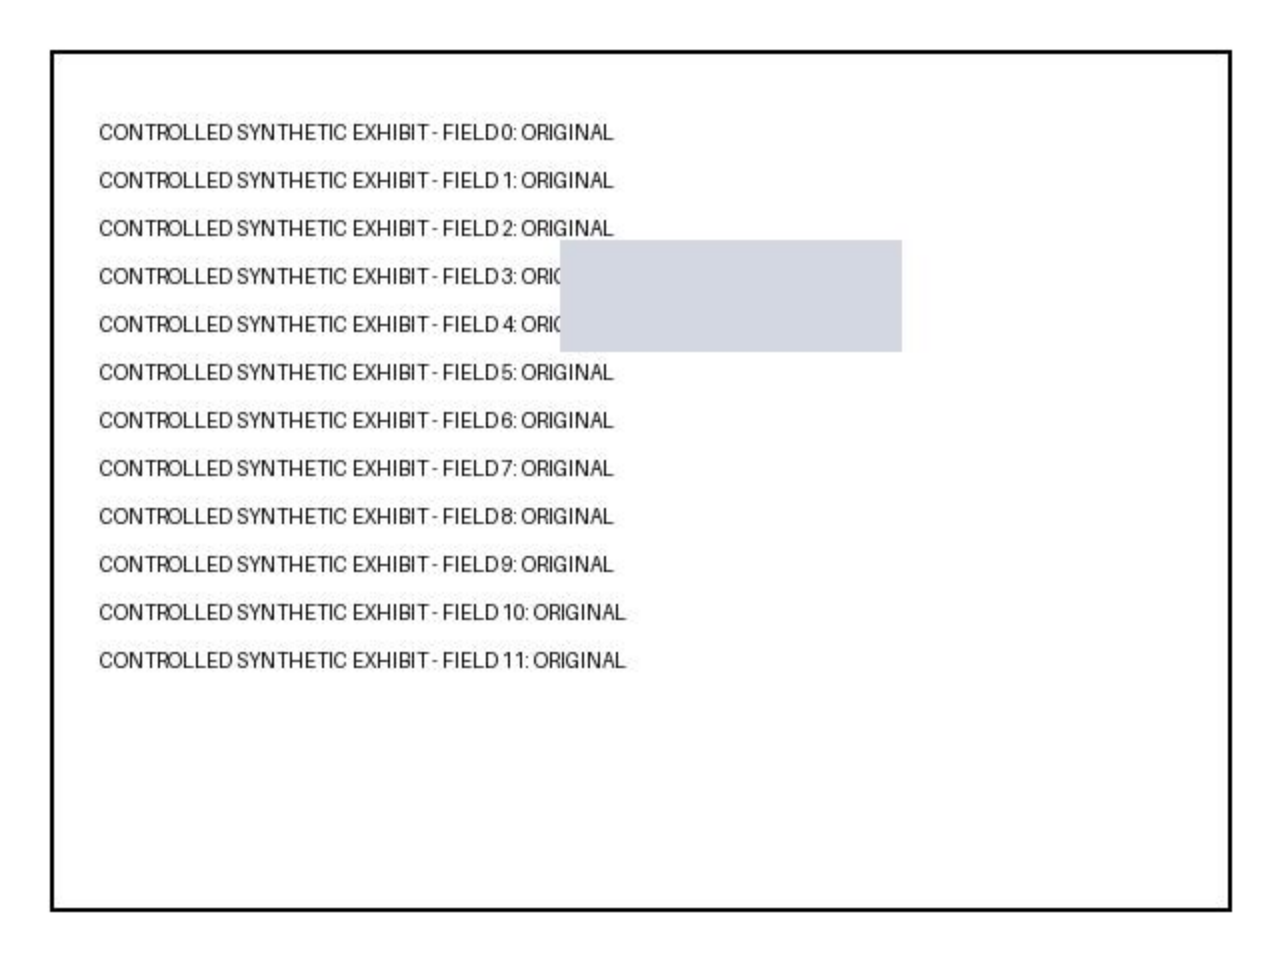 CONTROLLED SYNTHETIC EXHIBIT - FIELD 0: ORIGINAL
CONTROLLED SYNTHETIC EXHIBIT - FIELD 1: ORIGINAL
CONTROLLED SYNTHETIC EXHIBIT - FIELD 2: ORIGINAL
CONTROLLED SYNTHETIC EXHIBIT - FIELD 3:
CONTROLLED SYNTHETIC EXHIBIT - FIELD 4:
CONTROLLED SYNTHETIC EXHIBIT - FIELD 5: ORIGINAL
CONTROLLED SYNTHETIC EXHIBIT - FIELD 6: ORIGINAL
CONTROLLED SYNTHETIC EXHIBIT - FIELD 7: ORIGINAL
CONTROLLED SYNTHETIC EXHIBIT - FIELD 8: ORIGINAL
CONTROLLED SYNTHETIC EXHIBIT - FIELD 9: ORIGINAL
CONTROLLED SYNTHETIC EXHIBIT - FIELD 10: ORIGINAL
CONTROLLED SYNTHETIC EXHIBIT - FIELD 11: ORIGINAL